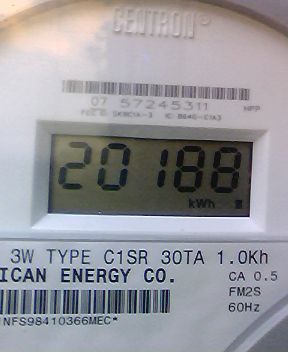 CENTRON®
07 57245311 MPP
20188
kWh
3W TYPE C1SR 30TA 1.0Kh
ICAN ENERGY CO.
CA 0.5
FM2S
60Hz
NFS98410366MEC*